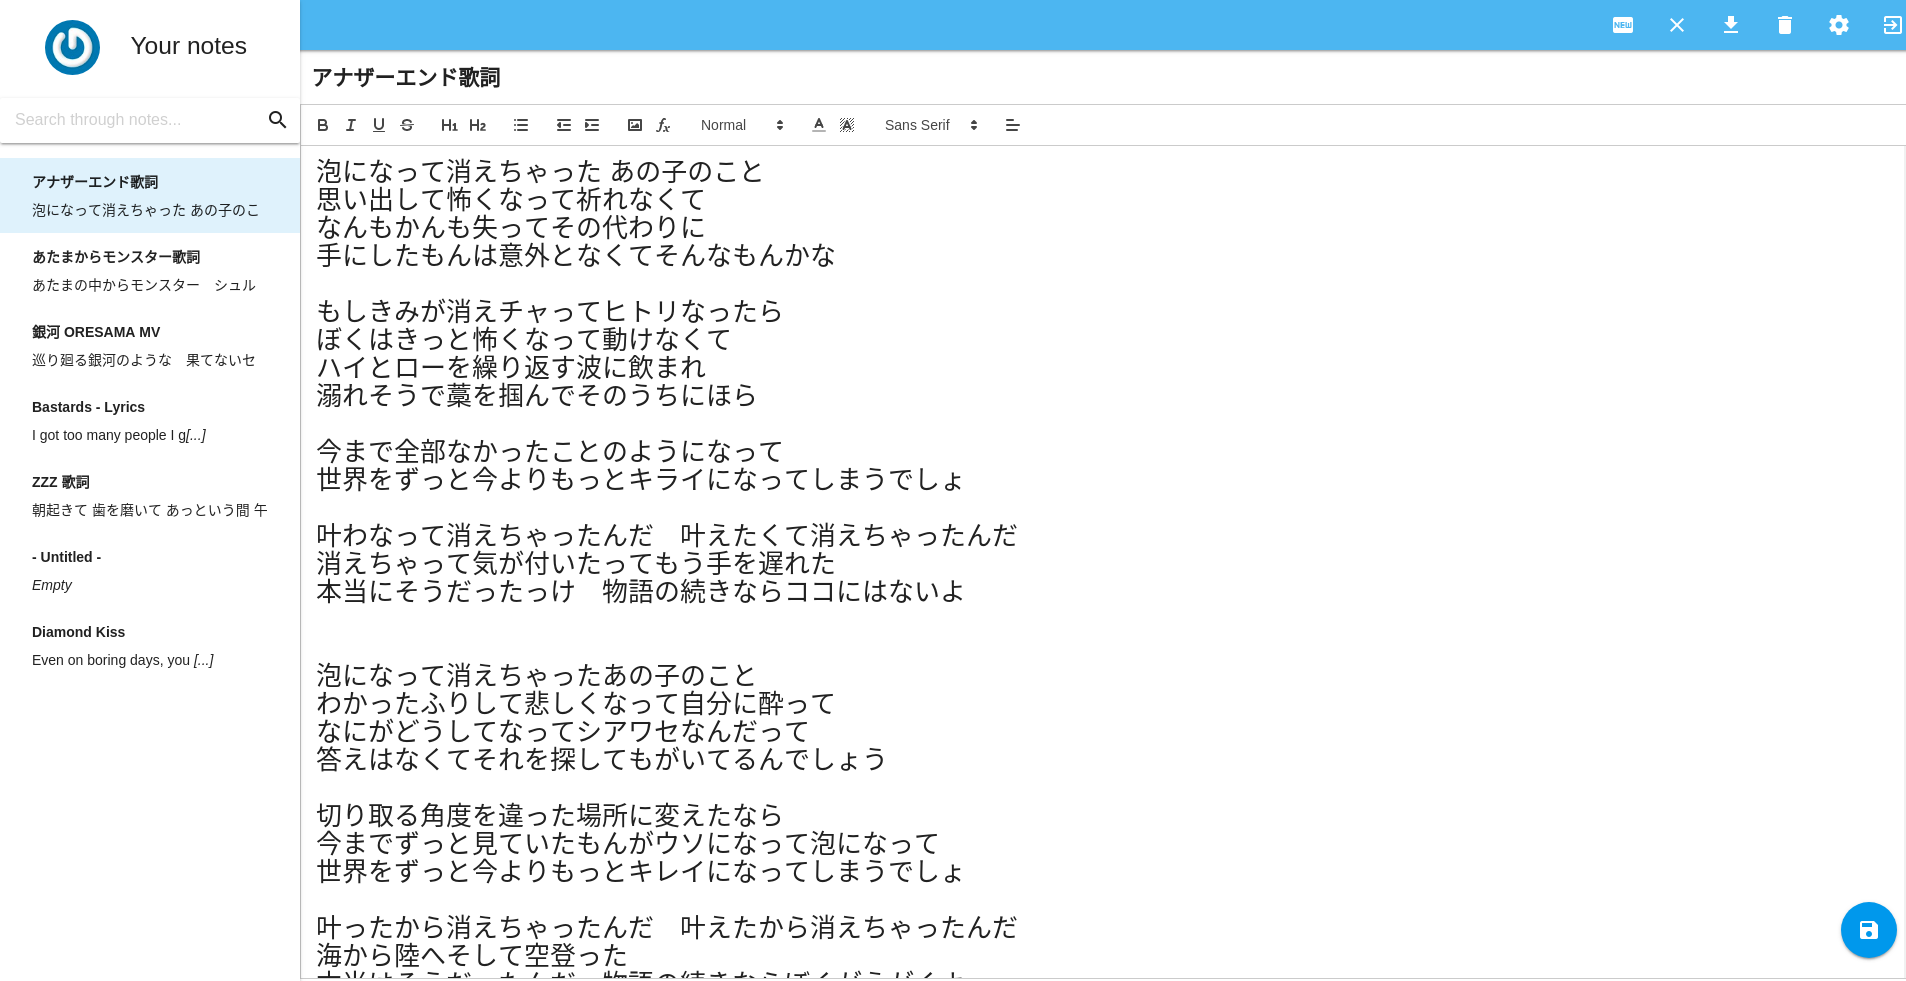 Your notes
Search through notes...
アナザーエンド歌詞
泡になって消えちゃった あの子のこ
あたまからモンスター歌詞
あたまの中からモンスター　シュル
銀河 ORESAMA MV
巡り廻る銀河のような　果てないセ
Bastards - Lyrics
I got too many people I g[...]
ZZZ 歌詞
朝起きて 歯を磨いて あっという間 午
- Untitled -
Empty
Diamond Kiss
Even on boring days, you [...]
NEW
アナザーエンド歌詞
B I U S H1 H2 fx Normal A A Sans Serif
泡になって消えちゃった あの子のこと
思い出して怖くなって祈れなくて
なんもかんも失ってその代わりに
手にしたもんは意外となくてそんなもんかな
もしきみが消えチャってヒトリなったら
ぼくはきっと怖くなって動けなくて
ハイとローを繰り返す波に飲まれ
溺れそうで藁を掴んでそのうちにほら
今まで全部なかったことのようになって
世界をずっと今よりもっとキライになってしまうでしょ
叶わなって消えちゃったんだ　叶えたくて消えちゃったんだ
消えちゃって気が付いたってもう手を遅れた
本当にそうだったっけ　物語の続きならココにはないよ
泡になって消えちゃったあの子のこと
わかったふりして悲しくなって自分に酔って
なにがどうしてなってシアワセなんだって
答えはなくてそれを探してもがいてるんでしょう
切り取る角度を違った場所に変えたなら
今までずっと見ていたもんがウソになって泡になって
世界をずっと今よりもっとキレイになってしまうでしょ
叶ったから消えちゃったんだ　叶えたから消えちゃったんだ
海から陸へそして空登った